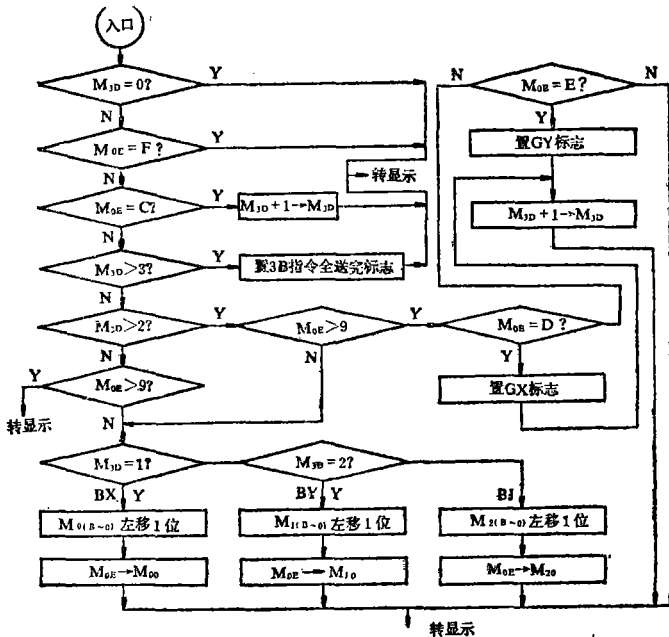 入口
M₃D=0?
Y
N
M₀E=F?
Y
N
M₀E=C?
Y
M₃D+1→M₃D
转显示
N
M₃D>3?
Y
置3B指令全送完标志
N
M₃D>2?
Y
M₀E>9
Y
M₀E=D?
N
N
Y
置GX标志
Y
M₀E>9?
转显示
N
N
M₀E=E?
N
Y
置GY标志
M₃D+1→M₃D
M₃D=1?
M₃D=2?
BX Y
BY Y
BJ
M₀(B~0)左移1位
M₁(B~0)左移1位
M₂(B~0)左移1位
M₀E→M₀₀
M₀E→M₁₀
M₀E→M₂₀
转显示